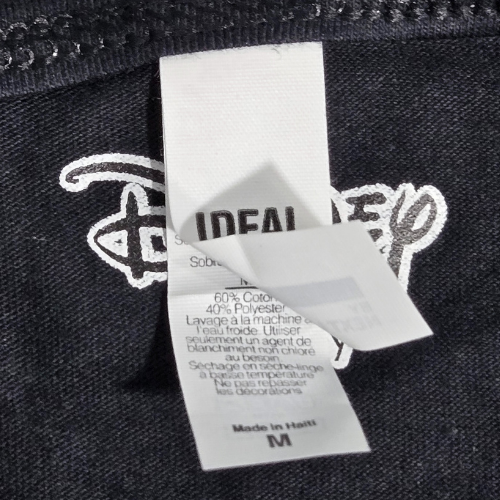 IDEAL
60% Coton
40% Polyester
Lavage à la machine
l'eau froide. Utiliser
seulement un agent de
blanchiment non chloré
au besoin.
Séchage en sèche-linge
à basse température
Ne pas repasser
les décorations
Made in Haiti
M